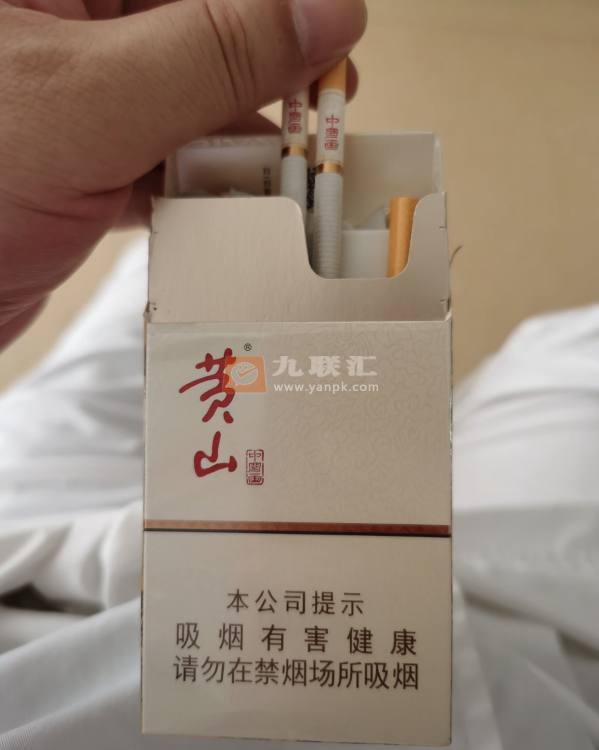 中国画
中国画
黄山®
中国画
九联汇
www.yanpk.com
本公司提示
吸烟有害健康
请勿在禁烟场所吸烟